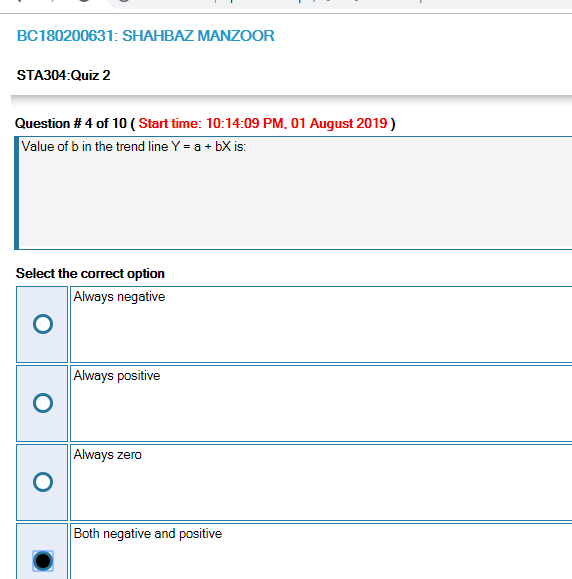 BC180200631: SHAHBAZ MANZOOR
STA304:Quiz 2
Question # 4 of 10 ( Start time: 10:14:09 PM, 01 August 2019 )
Value of b in the trend line Y = a + bX is:
Select the correct option
Always negative
Always positive
Always zero
Both negative and positive